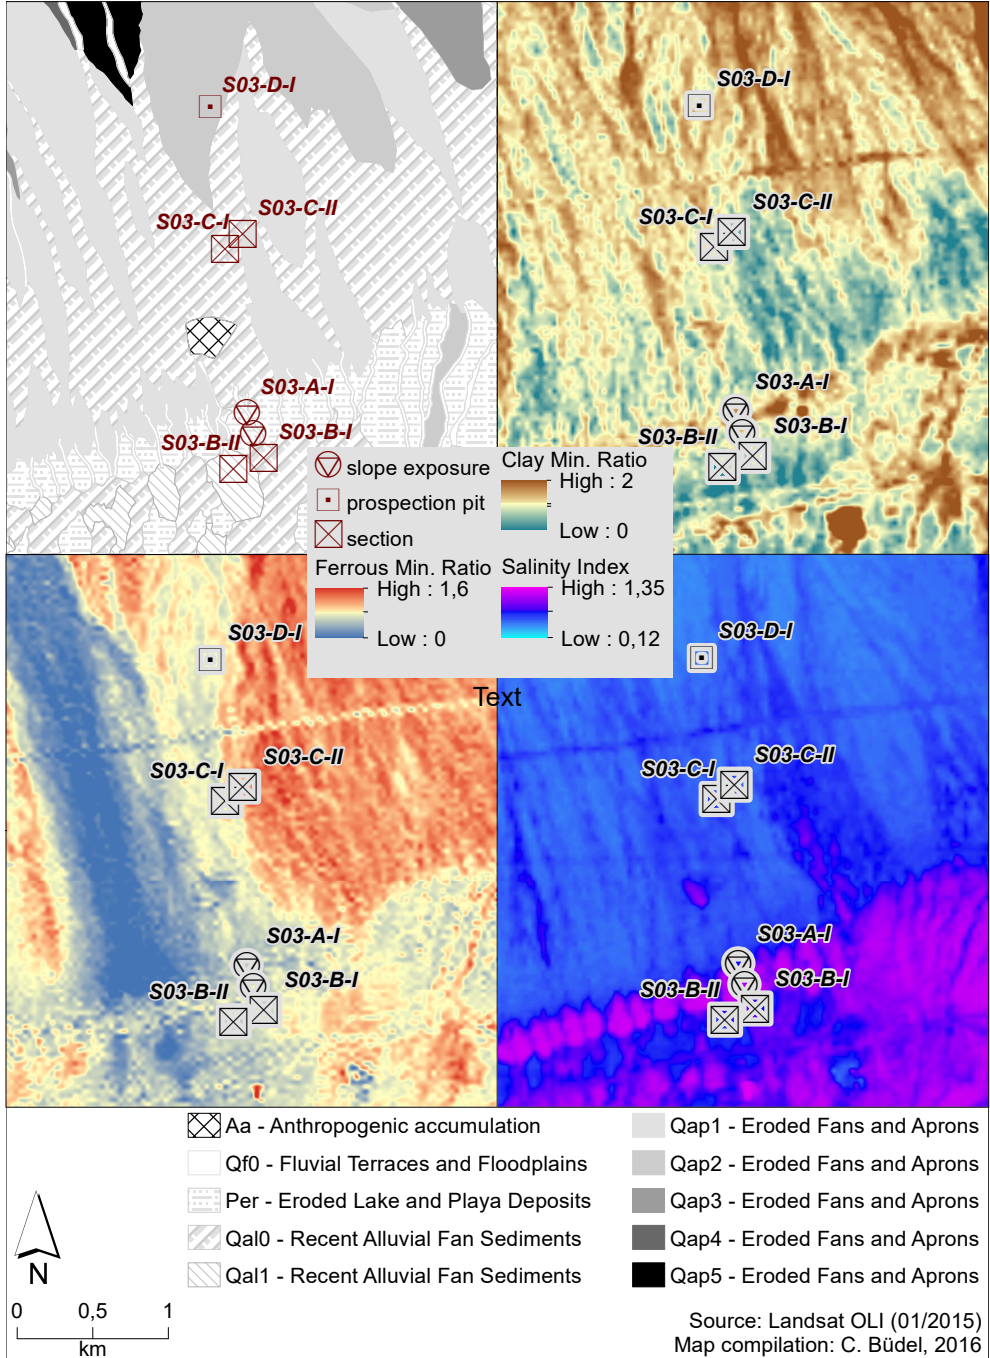 S03-D-I
S03-C-I
S03-C-II
S03-A-I
S03-B-II
S03-B-I
S03-D-I
S03-C-I
S03-C-II
S03-A-I
S03-B-II
S03-B-I
slope exposure
prospection pit
section
Clay Min. Ratio
High : 2
Low : 0
Ferrous Min. Ratio
High : 1,6
Low : 0
Salinity Index
High : 1,35
Low : 0,12
Text
S03-D-I
S03-C-I
S03-C-II
S03-A-I
S03-B-II
S03-B-I
S03-D-I
S03-C-I
S03-C-II
S03-A-I
S03-B-II
S03-B-I
Aa - Anthropogenic accumulation
Qf0 - Fluvial Terraces and Floodplains
Per - Eroded Lake and Playa Deposits
Qal0 - Recent Alluvial Fan Sediments
Qal1 - Recent Alluvial Fan Sediments
Qap1 - Eroded Fans and Aprons
Qap2 - Eroded Fans and Aprons
Qap3 - Eroded Fans and Aprons
Qap4 - Eroded Fans and Aprons
Qap5 - Eroded Fans and Aprons
N
0 0,5 1
km
Source: Landsat OLI (01/2015)
Map compilation: C. Büdel, 2016